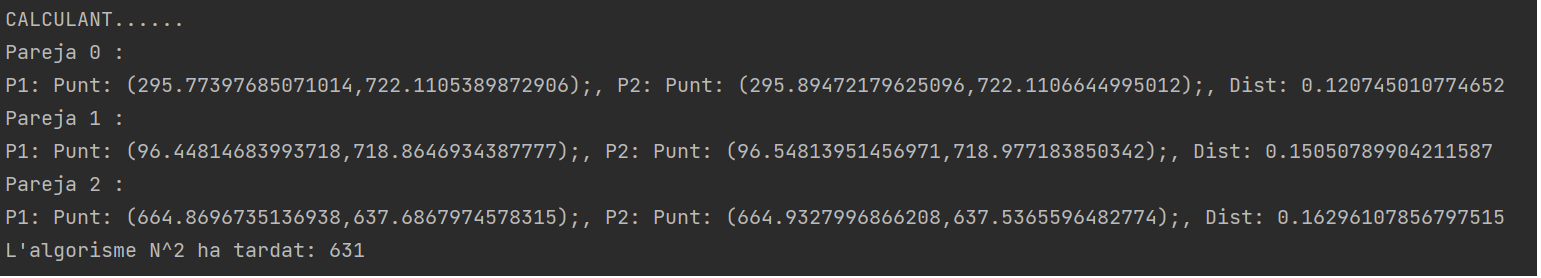 CALCULANT......
Pareja 0 :
P1: Punt: (295.77397685071014,722.1105389872906);, P2: Punt: (295.89472179625096,722.1106644995012);, Dist: 0.120745010774652
Pareja 1 :
P1: Punt: (96.44814683993718,718.8646934387777);, P2: Punt: (96.54813951456971,718.977183850342);, Dist: 0.15050789904211587
Pareja 2 :
P1: Punt: (664.8696735136938,637.6867974578315);, P2: Punt: (664.9327996866208,637.5365596482774);, Dist: 0.16296107856797515
L'algorisme N^2 ha tardat: 631